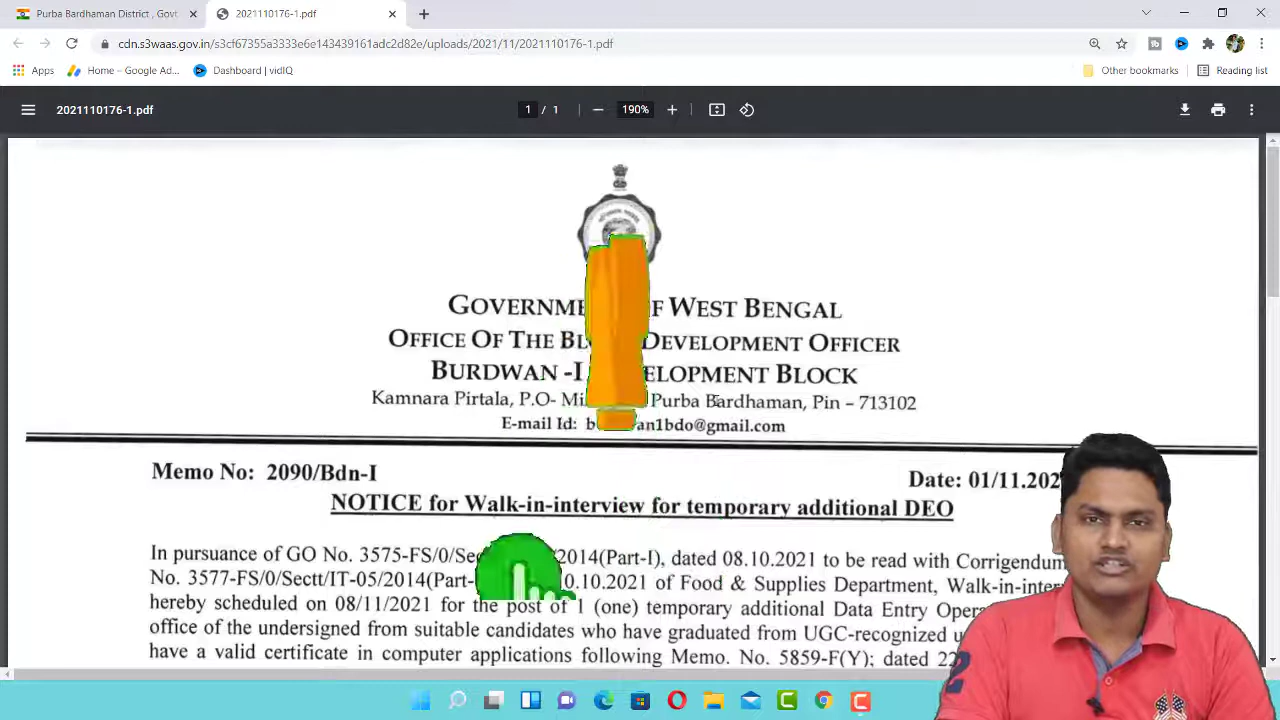 Purba Bardhaman District, Govt
2021110176-1.pdf
cdn.s3waas.gov.in/s3cf67355a3333e6e143439161adc2d82e/uploads/2021/11/2021110176-1.pdf
Apps
Home – Google Ad...
Dashboard | vidIQ
Other bookmarks
Reading list
2021110176-1.pdf
1 / 1
190%
GOVERNME F WEST BENGAL
OFFICE OF THE BL DEVELOPMENT OFFICER
BURDWAN -I ELOPMENT BLOCK
Kamnara Pirtala, P.O- Mi Purba Bardhaman, Pin – 713102
E-mail Id: b an1bdo@gmail.com
Memo No: 2090/Bdn-I
Date: 01/11.202
NOTICE for Walk-in-interview for temporary additional DEO
In pursuance of GO No. 3575-FS/0/Sec 2014(Part-I), dated 08.10.2021 to be read with Corrigendum
No. 3577-FS/0/Sectt/IT-05/2014(Part- 0.10.2021 of Food & Supplies Department, Walk-in-inter
hereby scheduled on 08/11/2021 for the post of 1 (one) temporary additional Data Entry Opera
office of the undersigned from suitable candidates who have graduated from UGC-recognized u
have a valid certificate in computer applications following Memo. No. 5859-F(Y); dated 22
2